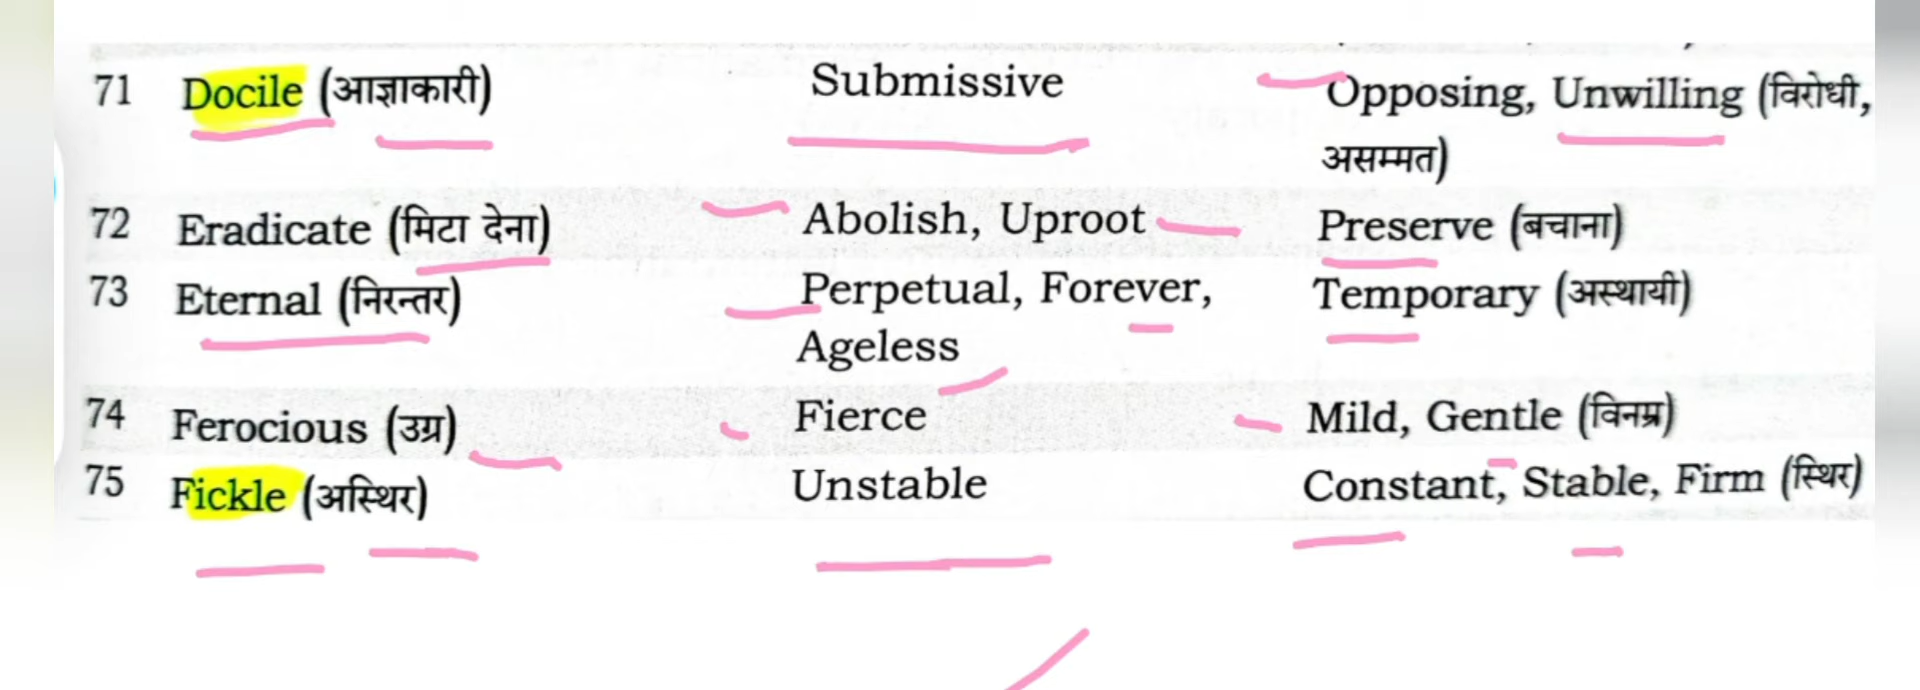 71 Docile (आज्ञाकारी) Submissive Opposing, Unwilling (विरोधी,
असम्मत)
72 Eradicate (मिटा देना) Abolish, Uproot Preserve (बचाना)
73 Eternal (निरन्तर) Perpetual, Forever, Temporary (अस्थायी)
Ageless
74 Ferocious (उग्र) Fierce Mild, Gentle (विनम्र)
75 Fickle (अस्थिर) Unstable Constant, Stable, Firm (स्थिर)